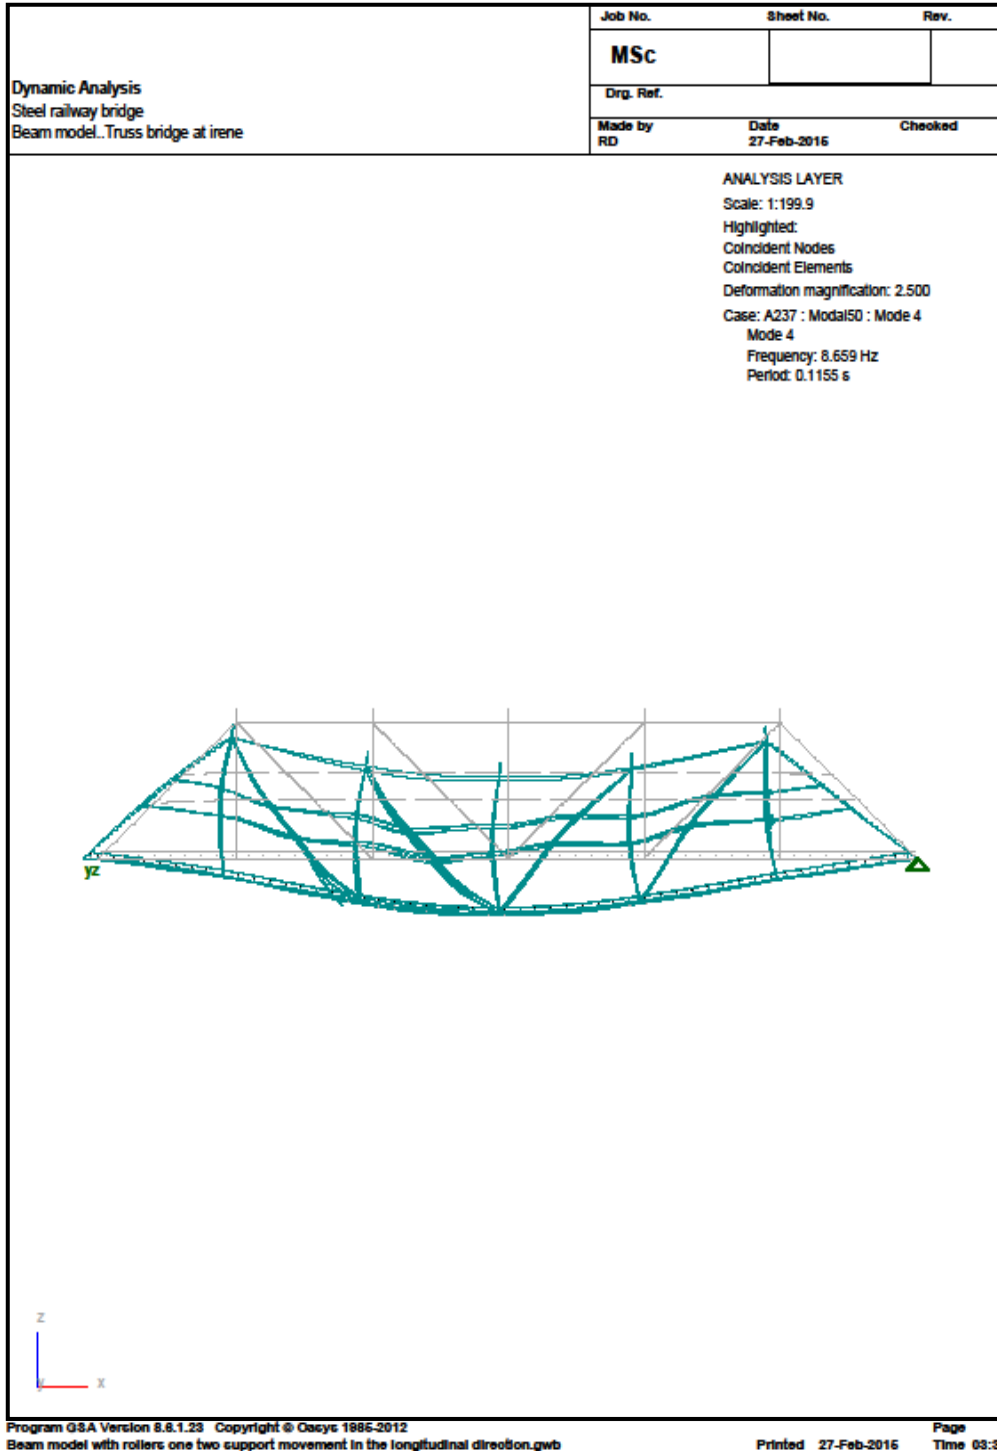 Job No. Sheet No. Rev.
MSc
Drg. Ref.
Dynamic Analysis
Steel railway bridge
Beam model..Truss bridge at irene
Made by Date Checked
RD 27-Feb-2016
ANALYSIS LAYER
Scale: 1:199.9
Highlighted:
Coincident Nodes
Coincident Elements
Deformation magnification: 2.500
Case: A237 : Modal50 : Mode 4
Mode 4
Frequency: 8.659 Hz
Period: 0.1155 s
yz
z
y x
Program GSA Version 8.6.1.23 Copyright © Oasys 1985-2012 Page
Beam model with rollers one two support movement in the longitudinal direction.gwb Printed 27-Feb-2016 Time